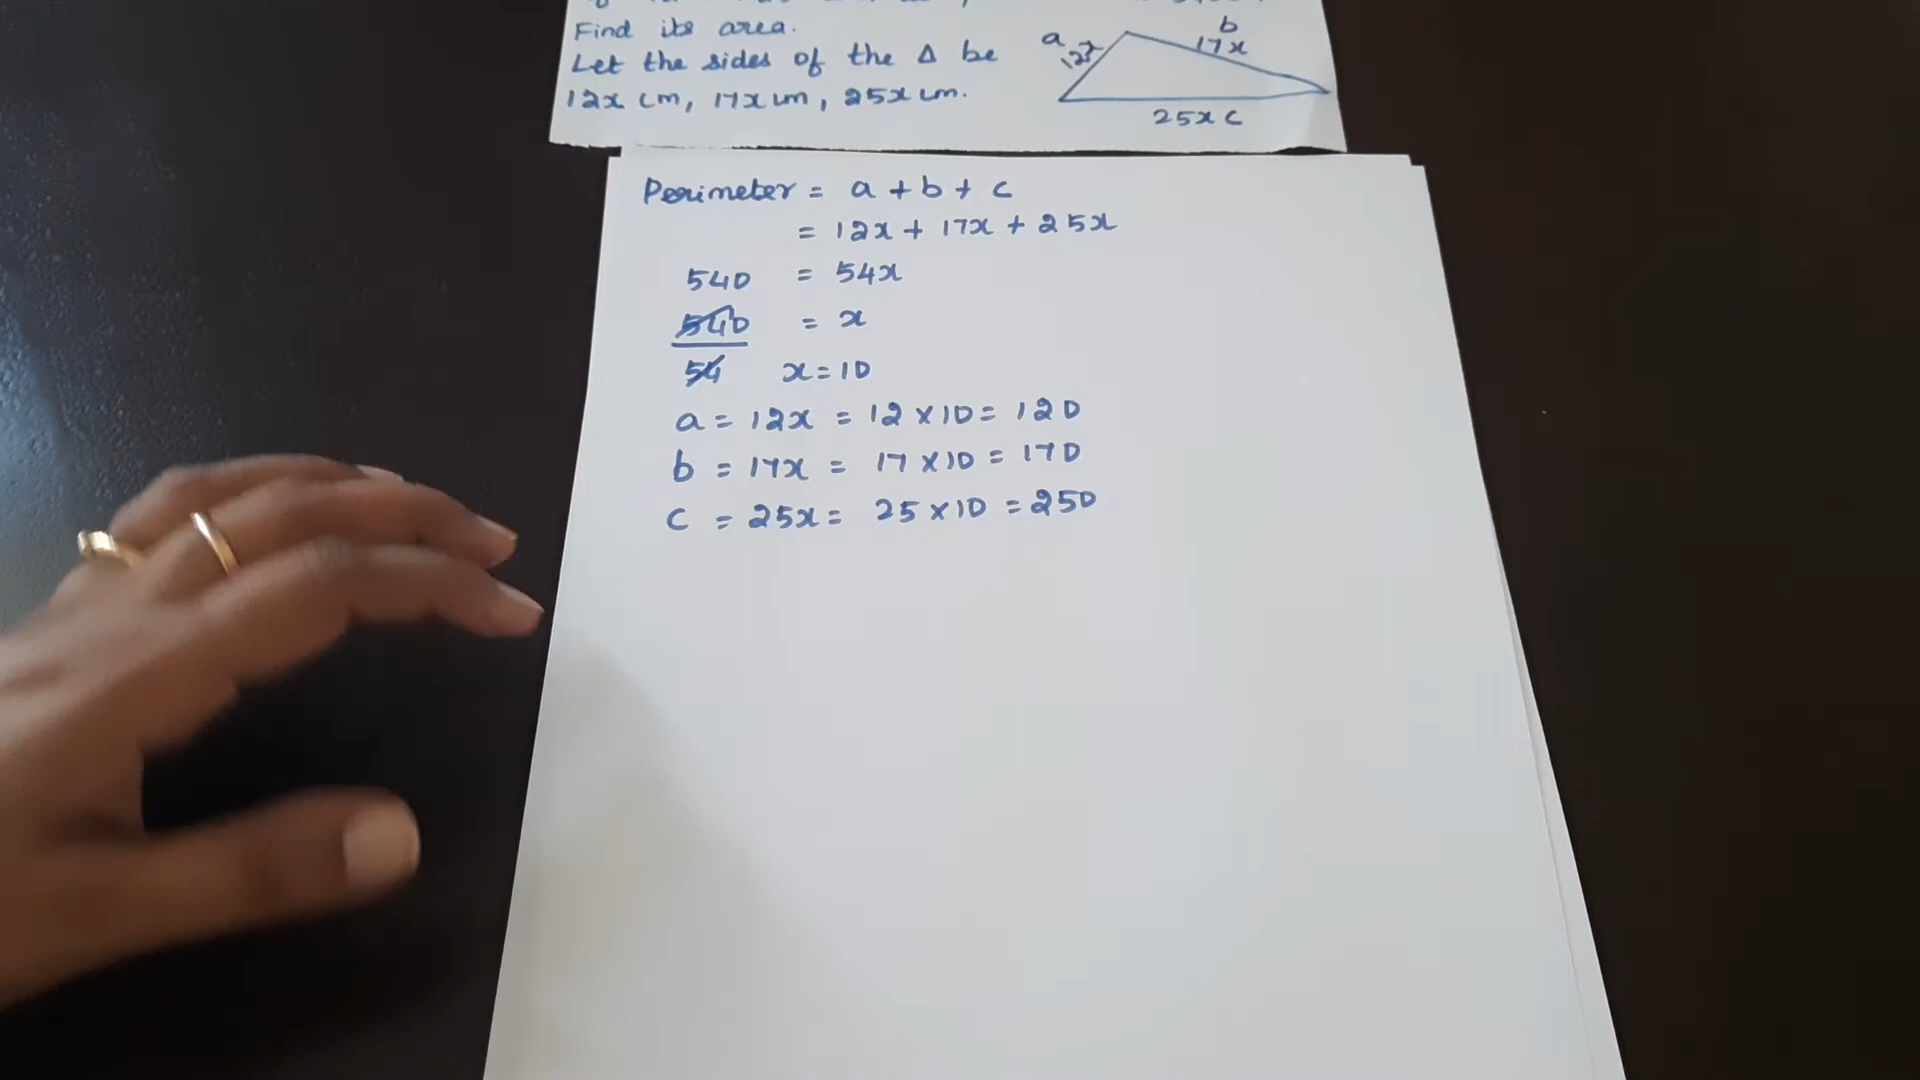 Find its area.
Let the sides of the Δ be
12x cm, 17x cm, 25x cm.
a
12x
b
17x
25x c
Perimeter = a + b + c
= 12x + 17x + 25x
540 = 54x
540 = x
54 x = 10
a = 12x = 12 × 10 = 120
b = 17x = 17 × 10 = 170
c = 25x = 25 × 10 = 250